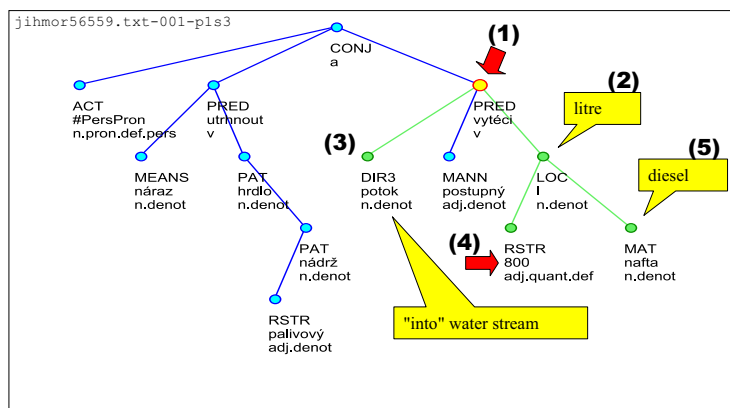 jihmor56559.txt-001-p1s3
CONJ
a
(1)
(2)
litre
ACT
#PersPron
n.pron.def.pers
PRED
utrhnout
v
PRED
vytéci
v
(3)
(5)
diesel
MEANS
náraz
n.denot
PAT
hrdlo
n.denot
DIR3
potok
n.denot
MANN
postupný
adj.denot
LOC
l
n.denot
(4)
PAT
nádrž
n.denot
RSTR
800
adj.quant.def
MAT
nafta
n.denot
"into" water stream
RSTR
palivový
adj.denot